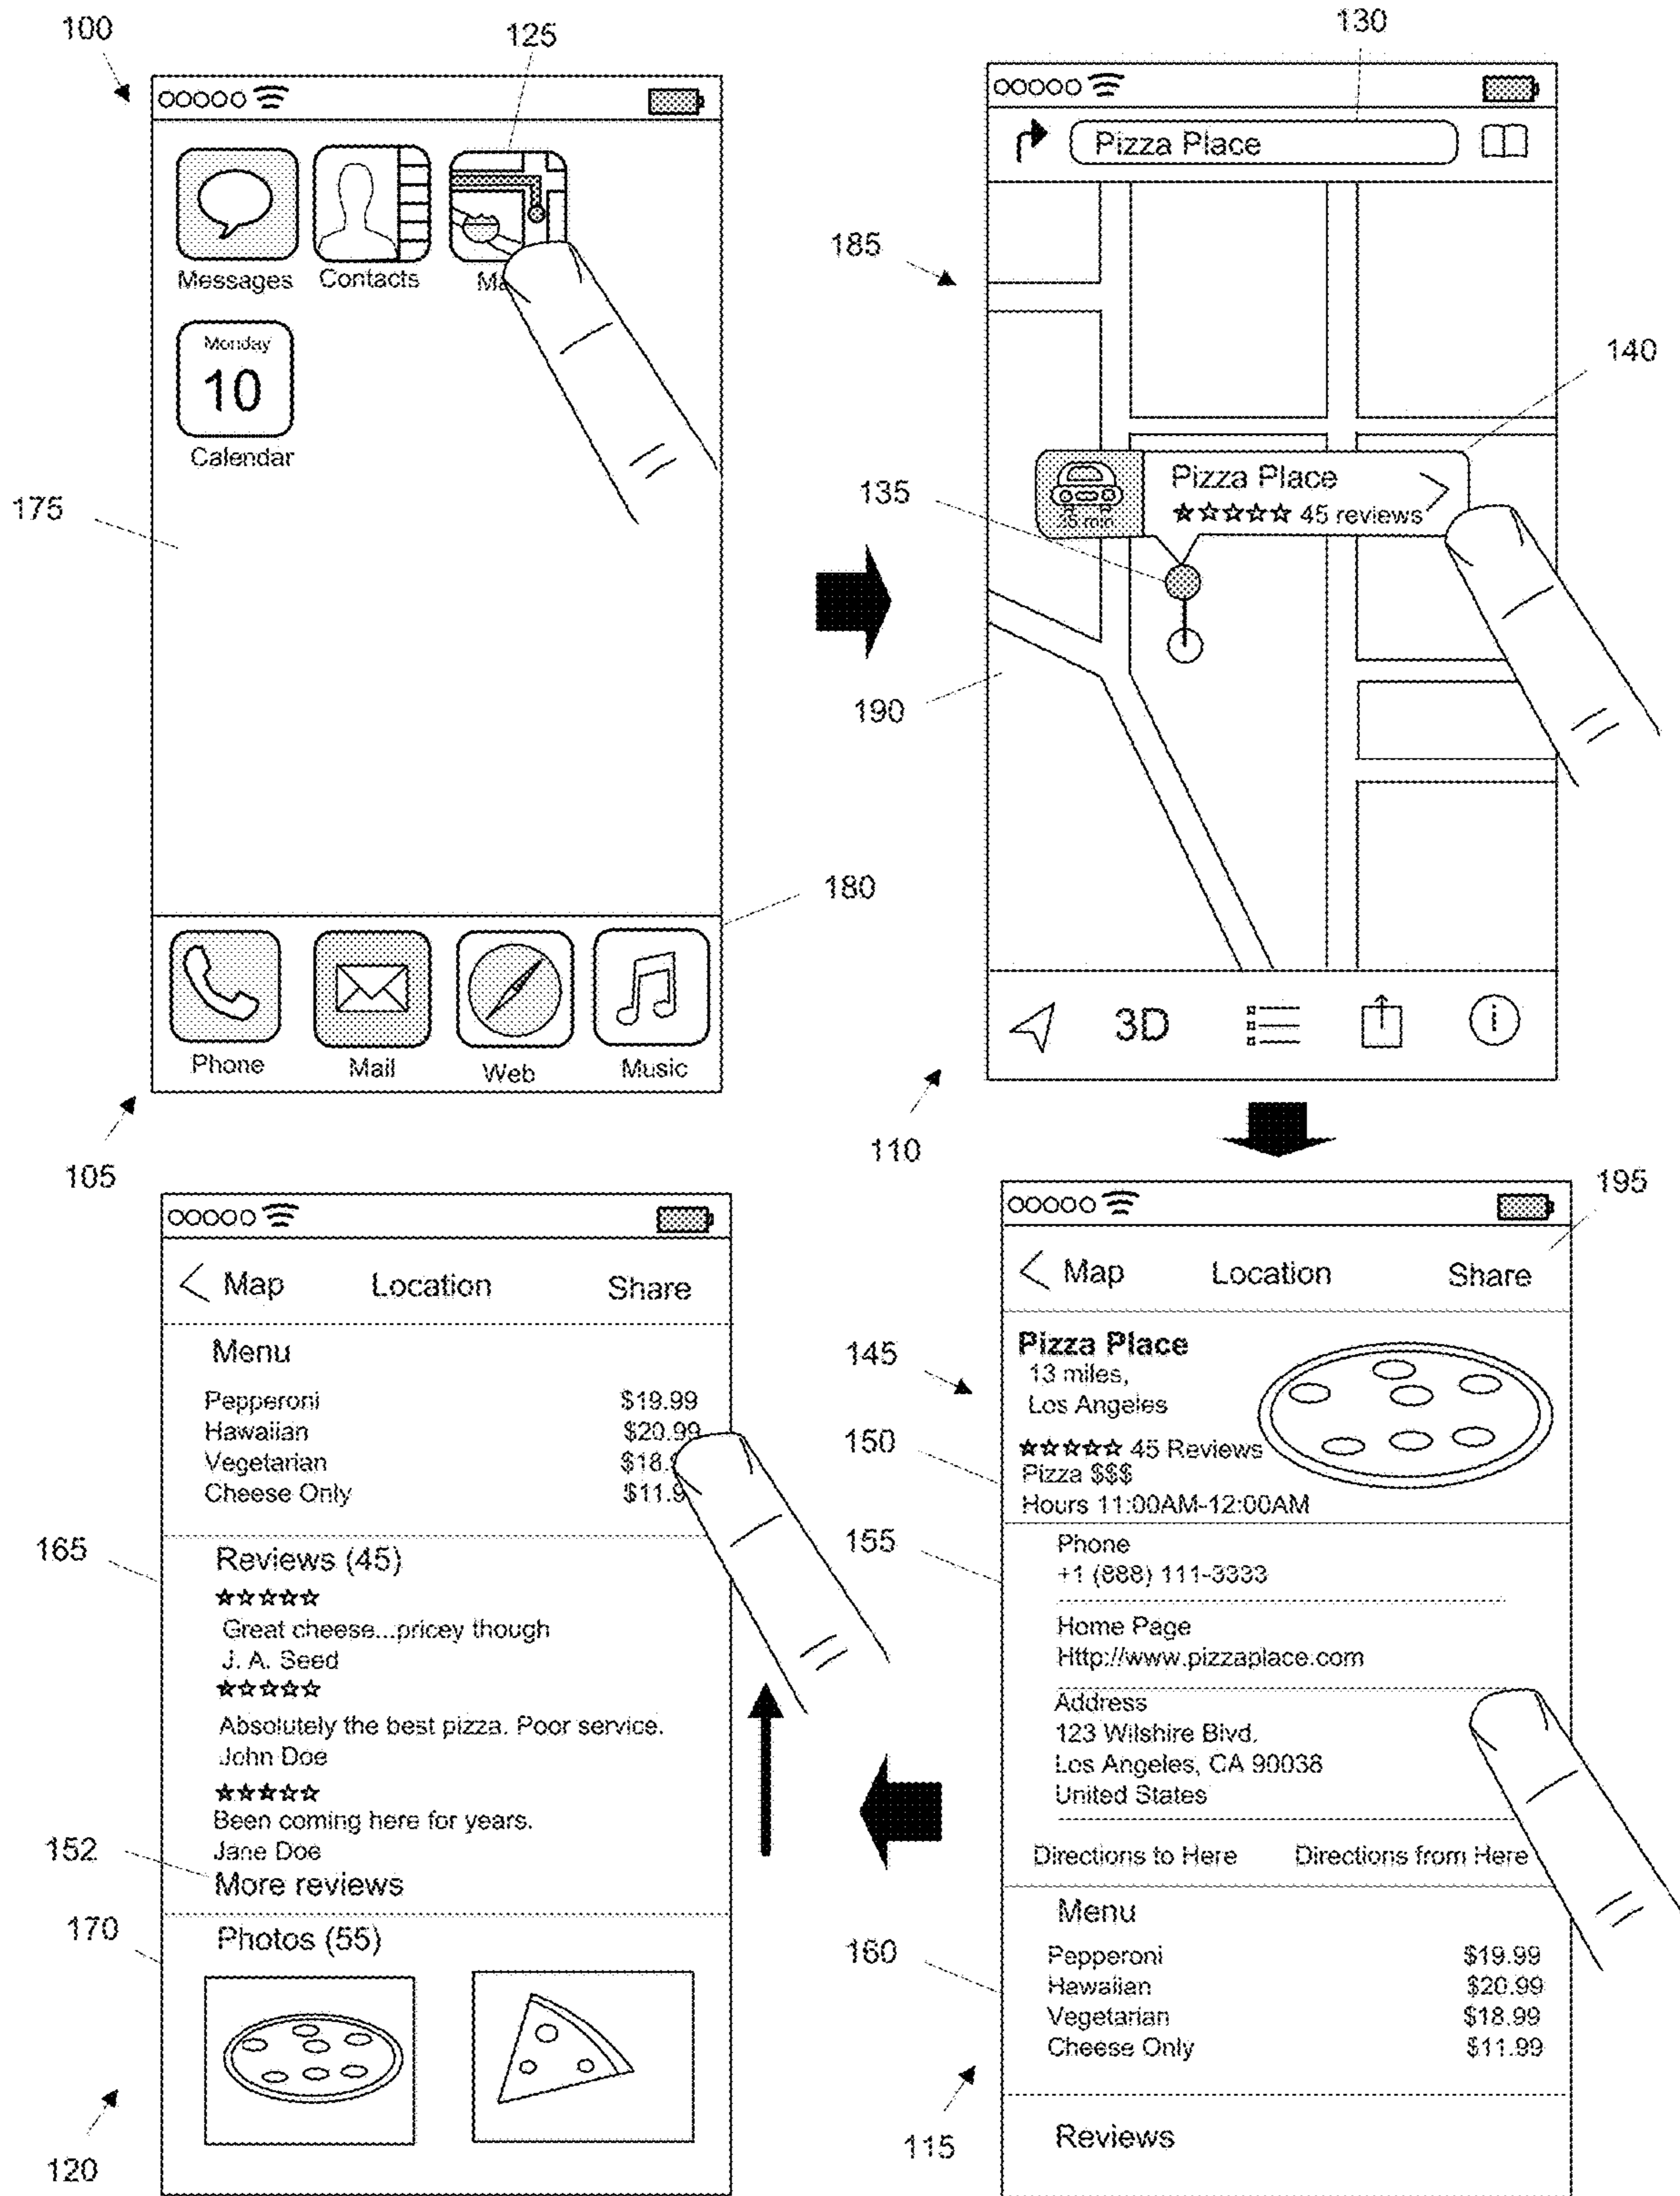 100
125
Messages
Contacts
Monday
10
Calendar
175
180
Phone
Mail
Web
Music
105
130
Pizza Place
185
140
Pizza Place
45 reviews
135
190
3D
110
195
Map Location Share
145
Pizza Place
13 miles,
Los Angeles
150
45 Reviews
Pizza $$$
Hours 11:00AM-12:00AM
155
Phone
+1 (888) 111-3333
Home Page
Http://www.pizzaplace.com
Address
123 Wilshire Blvd.
Los Angeles, CA 90038
United States
Directions to Here Directions from Here
160
Menu
Pepperoni $19.99
Hawaiian $20.99
Vegetarian $18.99
Cheese Only $11.99
115
Reviews
Map Location Share
Menu
Pepperoni $19.99
Hawaiian $20.99
Vegetarian $18.
Cheese Only $11.9
165
Reviews (45)
Great cheese...pricey though
J. A. Seed
Absolutely the best pizza. Poor service.
John Doe
Been coming here for years.
Jane Doe
152
More reviews
170
Photos (55)
120